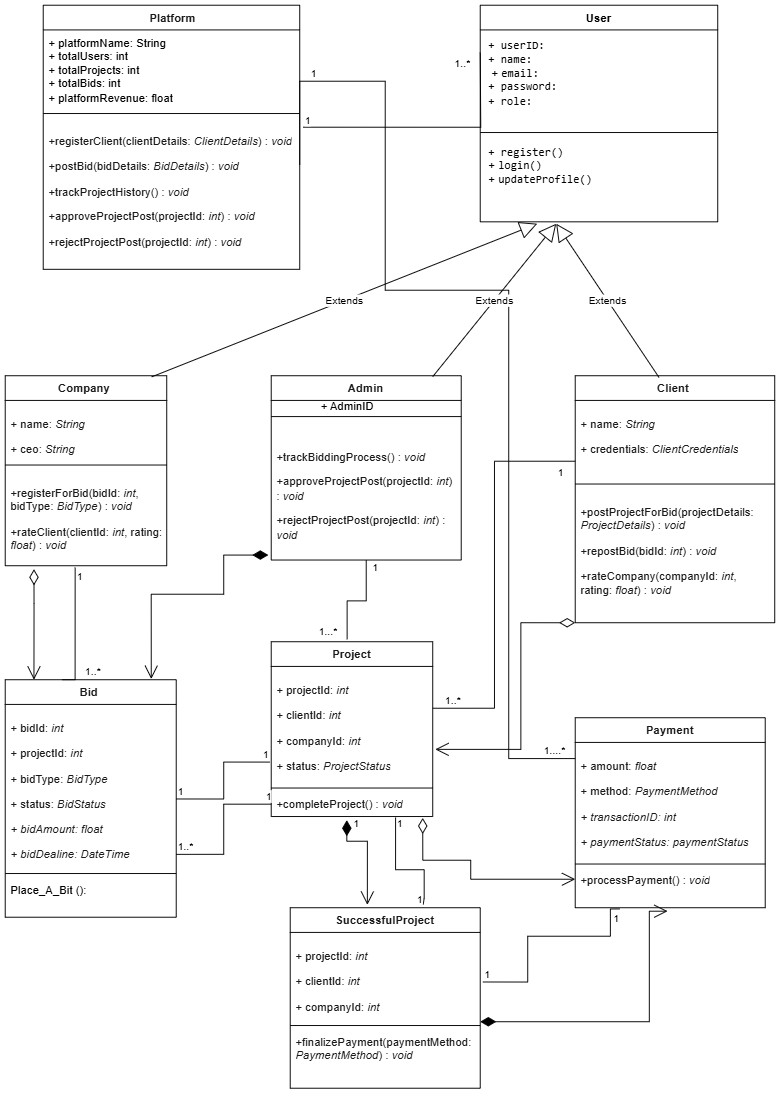 Platform
+ platformName: String
+ totalUsers: int
+ totalProjects: int
+ totalBids: int
+ platformRevenue: float
+registerClient(clientDetails: ClientDetails) : void
+postBid(bidDetails: BidDetails) : void
+trackProjectHistory() : void
+approveProjectPost(projectId: int) : void
+rejectProjectPost(projectId: int) : void
1
1
1..*
User
+ userID:
+ name:
+ email:
+ password:
+ role:
+ register()
+ login()
+ updateProfile()
Extends
Extends
Extends
Company
+ name: String
+ ceo: String
+registerForBid(bidId: int,
bidType: BidType) : void
+rateClient(clientId: int, rating:
float) : void
Admin
+ AdminID
+trackBiddingProcess() : void
+approveProjectPost(projectId: int)
: void
+rejectProjectPost(projectId: int) :
void
Client
+ name: String
+ credentials: ClientCredentials
+postProjectForBid(projectDetails:
ProjectDetails) : void
+repostBid(bidId: int) : void
+rateCompany(companyId: int,
rating: float) : void
1
1
1
1...*
1..*
1..*
1....*
Bid
+ bidId: int
+ projectId: int
+ bidType: BidType
+ status: BidStatus
+ bidAmount: float
+ bidDealine: DateTime
Place_A_Bit ():
1
1
1
1..*
Project
+ projectId: int
+ clientId: int
+ companyId: int
+ status: ProjectStatus
+completeProject() : void
Payment
+ amount: float
+ method: PaymentMethod
+ transactionID: int
+ paymentStatus: paymentStatus
+processPayment() : void
1
1
1
1
1
SuccessfulProject
+ projectId: int
+ clientId: int
+ companyId: int
+finalizePayment(paymentMethod:
PaymentMethod) : void